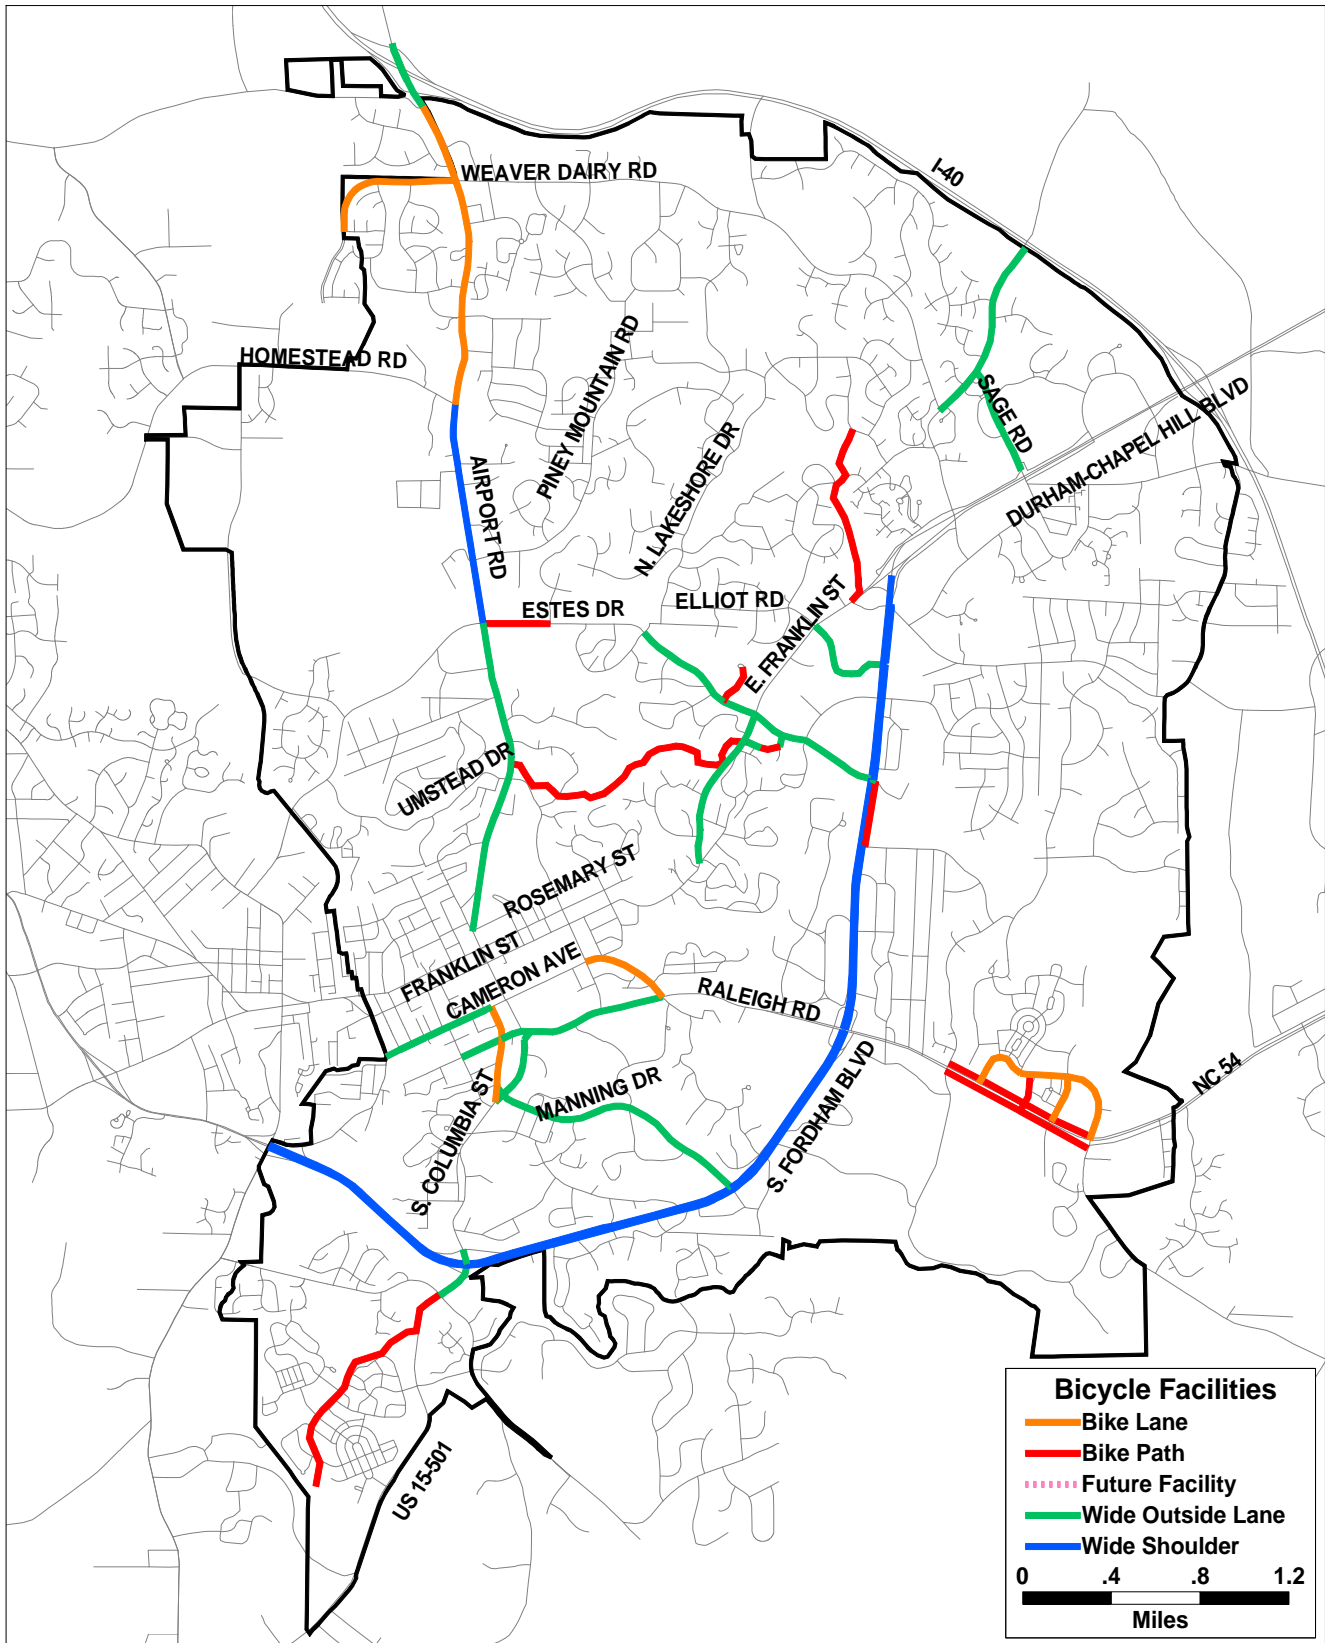 I-40
WEAVER DAIRY RD
HOMESTEAD RD
PINEY MOUNTAIN RD
SAGE RD
DURHAM-CHAPEL HILL BLVD
N. LAKESHORE DR
AIRPORT RD
ESTES DR
ELLIOT RD
E. FRANKLIN ST
UMSTEAD DR
ROSEMARY ST
FRANKLIN ST
CAMERON AVE
RALEIGH RD
MANNING DR
S. COLUMBIA ST
S. FORDHAM BLVD
NC 54
US 15-501
Bicycle Facilities
Bike Lane
Bike Path
Future Facility
Wide Outside Lane
Wide Shoulder
0 .4 .8 1.2
Miles